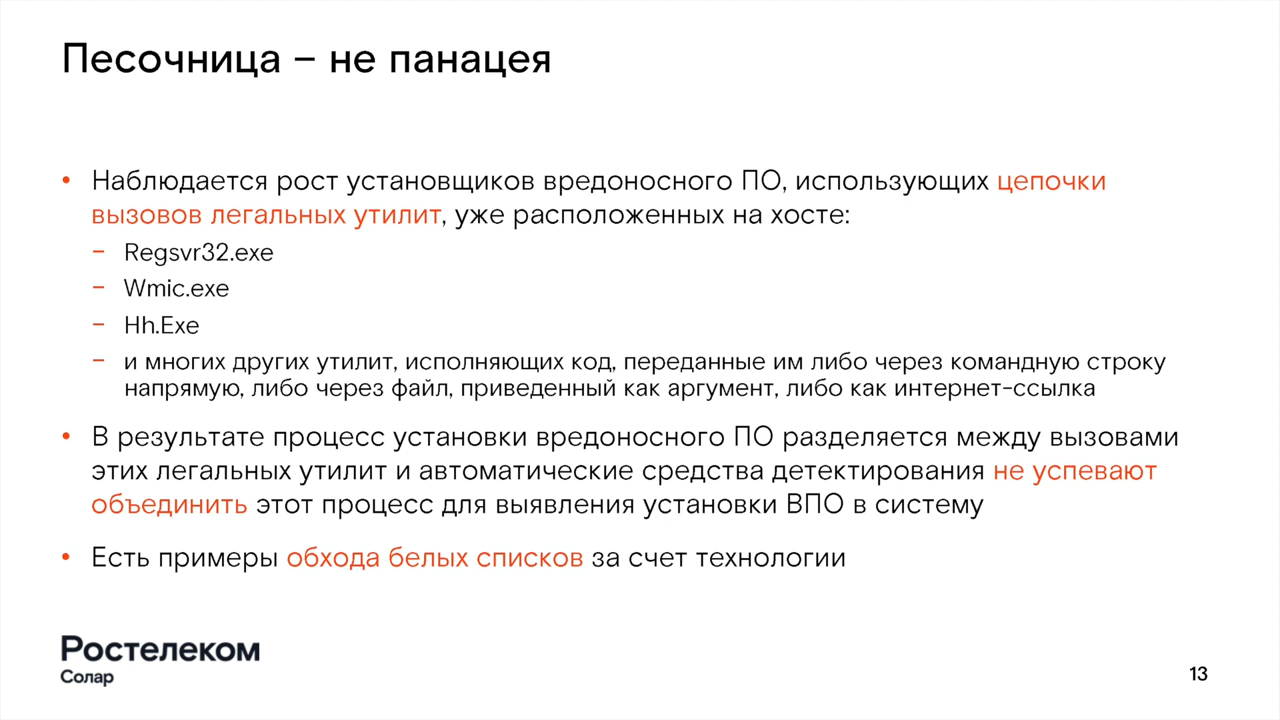 Песочница – не панацея
• Наблюдается рост установщиков вредоносного ПО, использующих цепочки
вызовов легальных утилит, уже расположенных на хосте:
– Regsvr32.exe
– Wmic.exe
– Hh.Exe
– и многих других утилит, исполняющих код, переданные им либо через командную строку
напрямую, либо через файл, приведенный как аргумент, либо как интернет-ссылка
• В результате процесс установки вредоносного ПО разделяется между вызовами
этих легальных утилит и автоматические средства детектирования не успевают
объединить этот процесс для выявления установки ВПО в систему
• Есть примеры обхода белых списков за счет технологии
Ростелеком
Солар
13